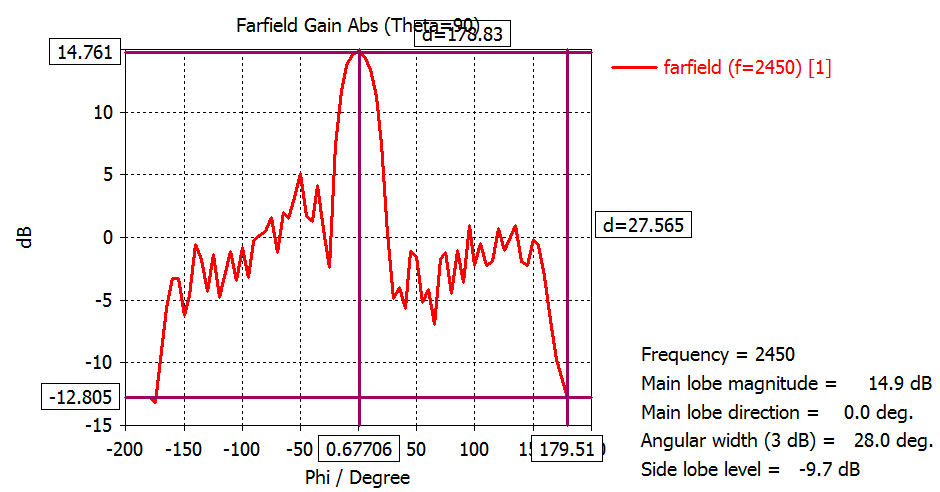 Farfield Gain Abs (Theta=90)
d=178.83
14.761
farfield (f=2450) [1]
10
5
0
d=27.565
dB
-5
-10
-12.805
-15
-200
-150
-100
-50
0.67706
50
100
179.51
Phi / Degree
Frequency = 2450
Main lobe magnitude = 14.9 dB
Main lobe direction = 0.0 deg.
Angular width (3 dB) = 28.0 deg.
Side lobe level = -9.7 dB